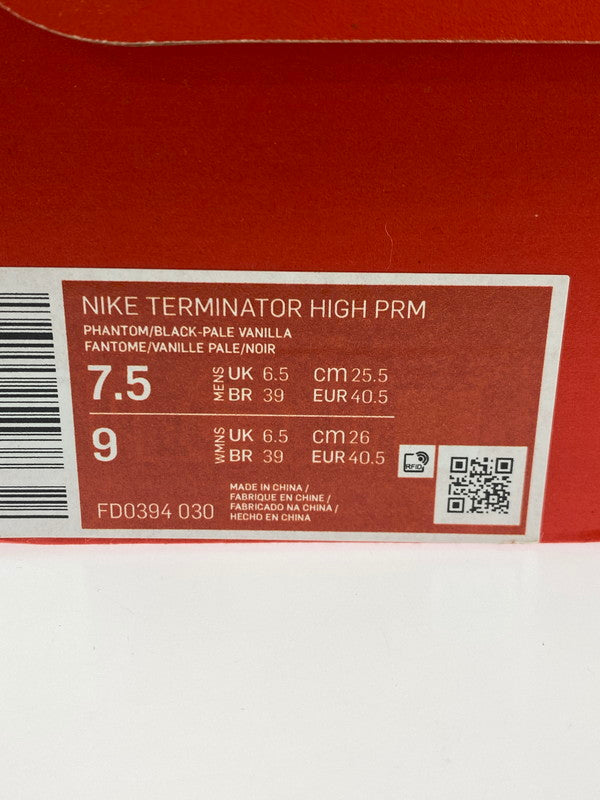 NIKE TERMINATOR HIGH PRM
PHANTOM/BLACK-PALE VANILLA
FANTOME/VANILLE PALE/NOIR
7.5 MENS UK 6.5 CM 25.5
BR 39 EUR 40.5
9 WMNS UK 6.5 CM 26
BR 39 EUR 40.5
RFID
FD0394 030
MADE IN CHINA /
FABRIQUE EN CHINE /
FABRICADO NA CHINA /
HECHO EN CHINA